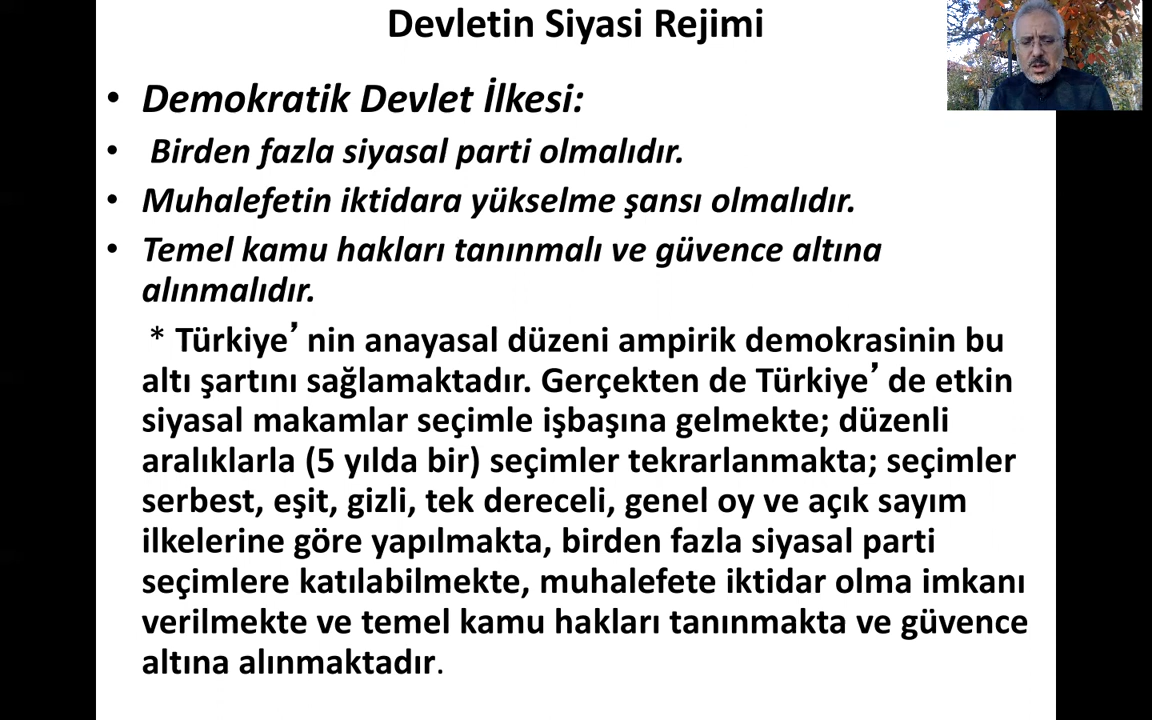 Devletin Siyasi Rejimi
• Demokratik Devlet İlkesi:
• Birden fazla siyasal parti olmalıdır.
• Muhalefetin iktidara yükselme şansı olmalıdır.
• Temel kamu hakları tanınmalı ve güvence altına
alınmalıdır.
* Türkiye’ nin anayasal düzeni ampirik demokrasinin bu
altı şartını sağlamaktadır. Gerçekten de Türkiye’ de etkin
siyasal makamlar seçimle işbaşına gelmekte; düzenli
aralıklarla (5 yılda bir) seçimler tekrarlanmakta; seçimler
serbest, eşit, gizli, tek dereceli, genel oy ve açık sayım
ilkelerine göre yapılmakta, birden fazla siyasal parti
seçimlere katılabilmekte, muhalefete iktidar olma imkanı
verilmekte ve temel kamu hakları tanınmakta ve güvence
altına alınmaktadır.